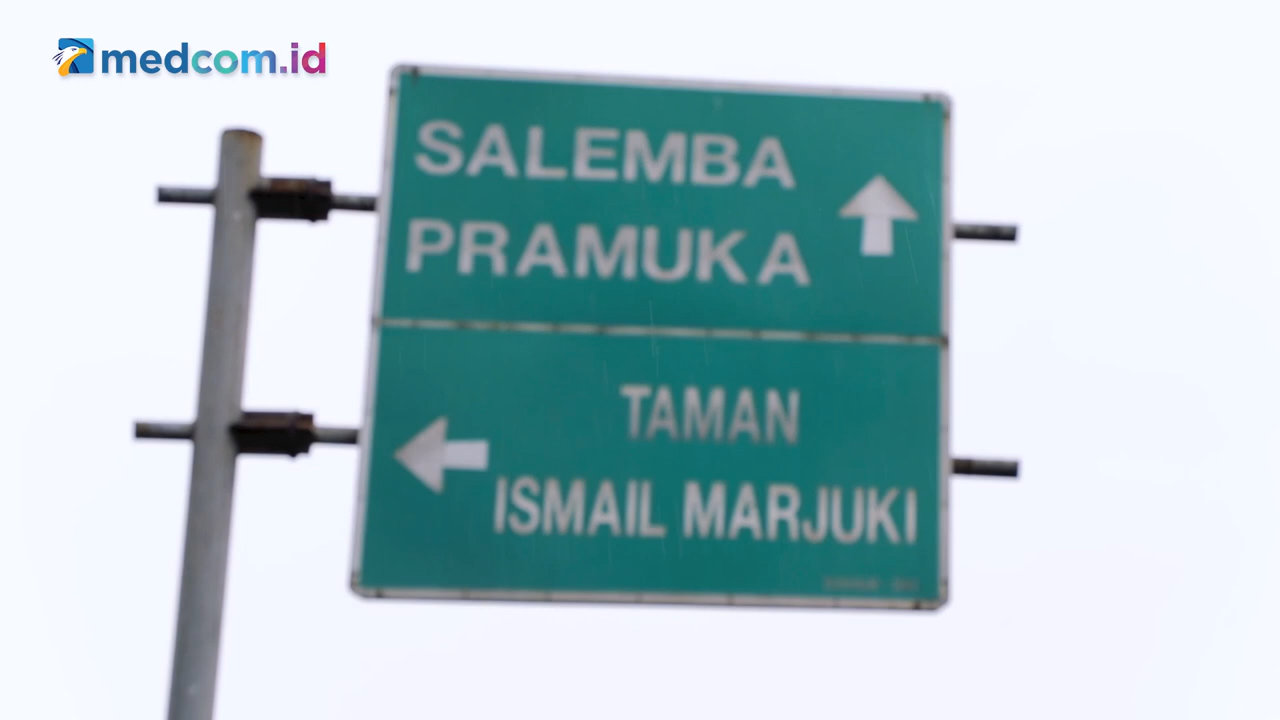 medcom.id
SALEMBA
PRAMUKA
TAMAN
ISMAIL MARJUKI